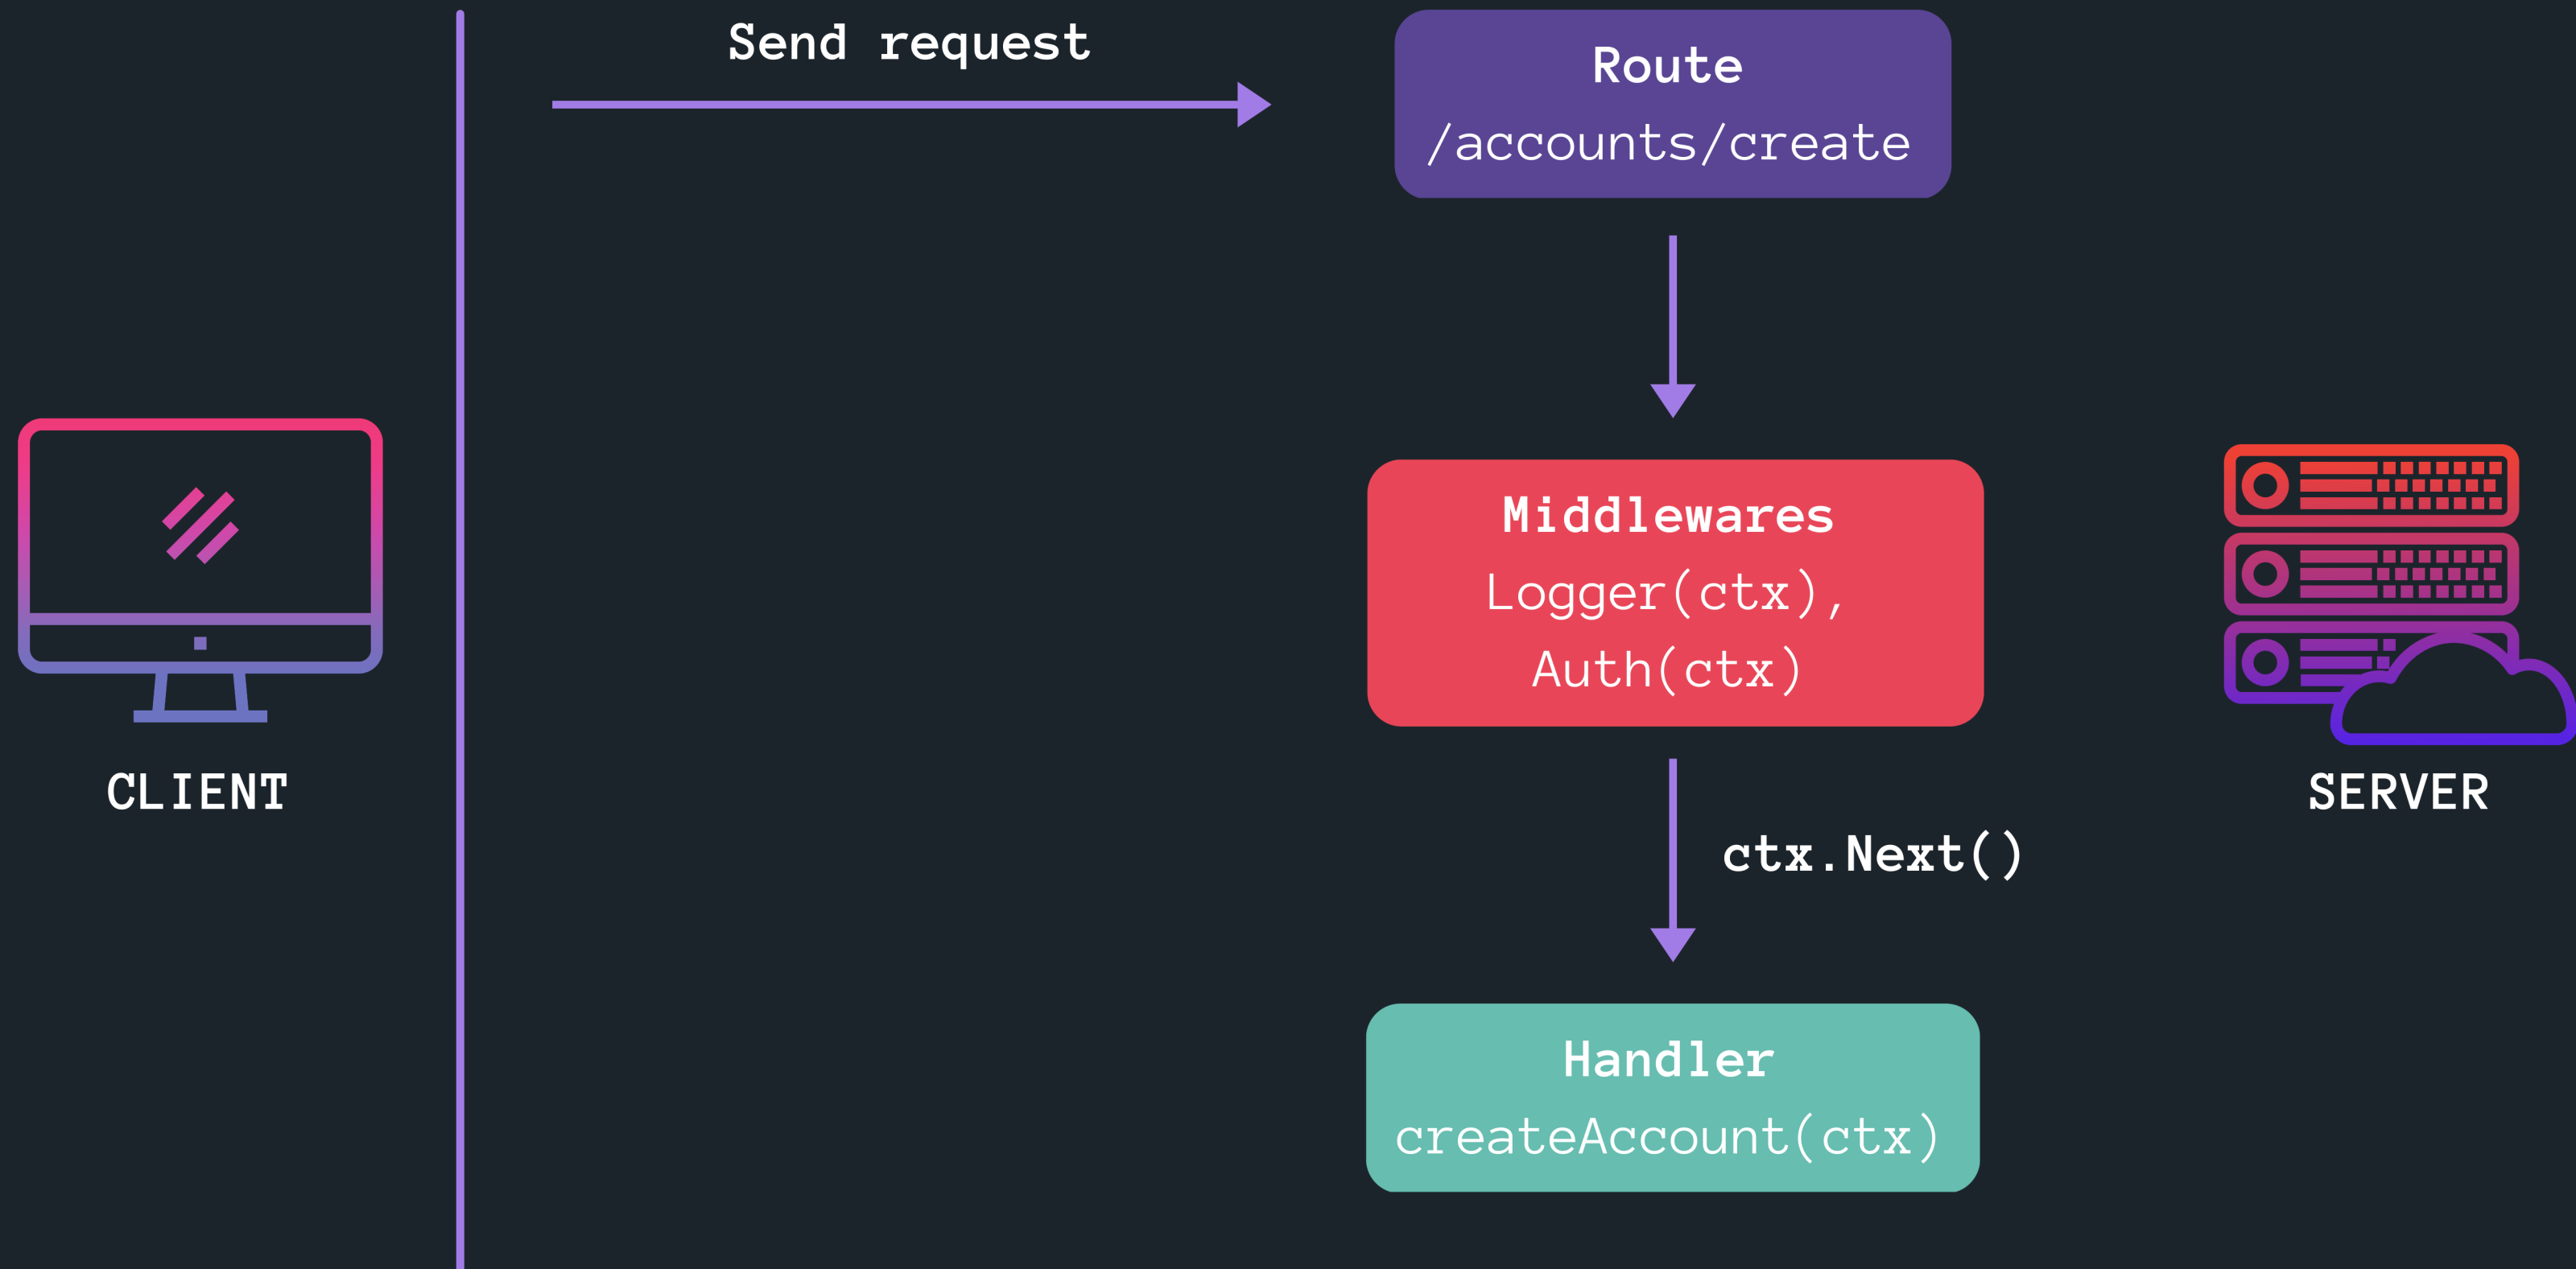 Send request
Route
/accounts/create
Middlewares
Logger(ctx),
Auth(ctx)
CLIENT
SERVER
ctx.Next()
Handler
createAccount(ctx)